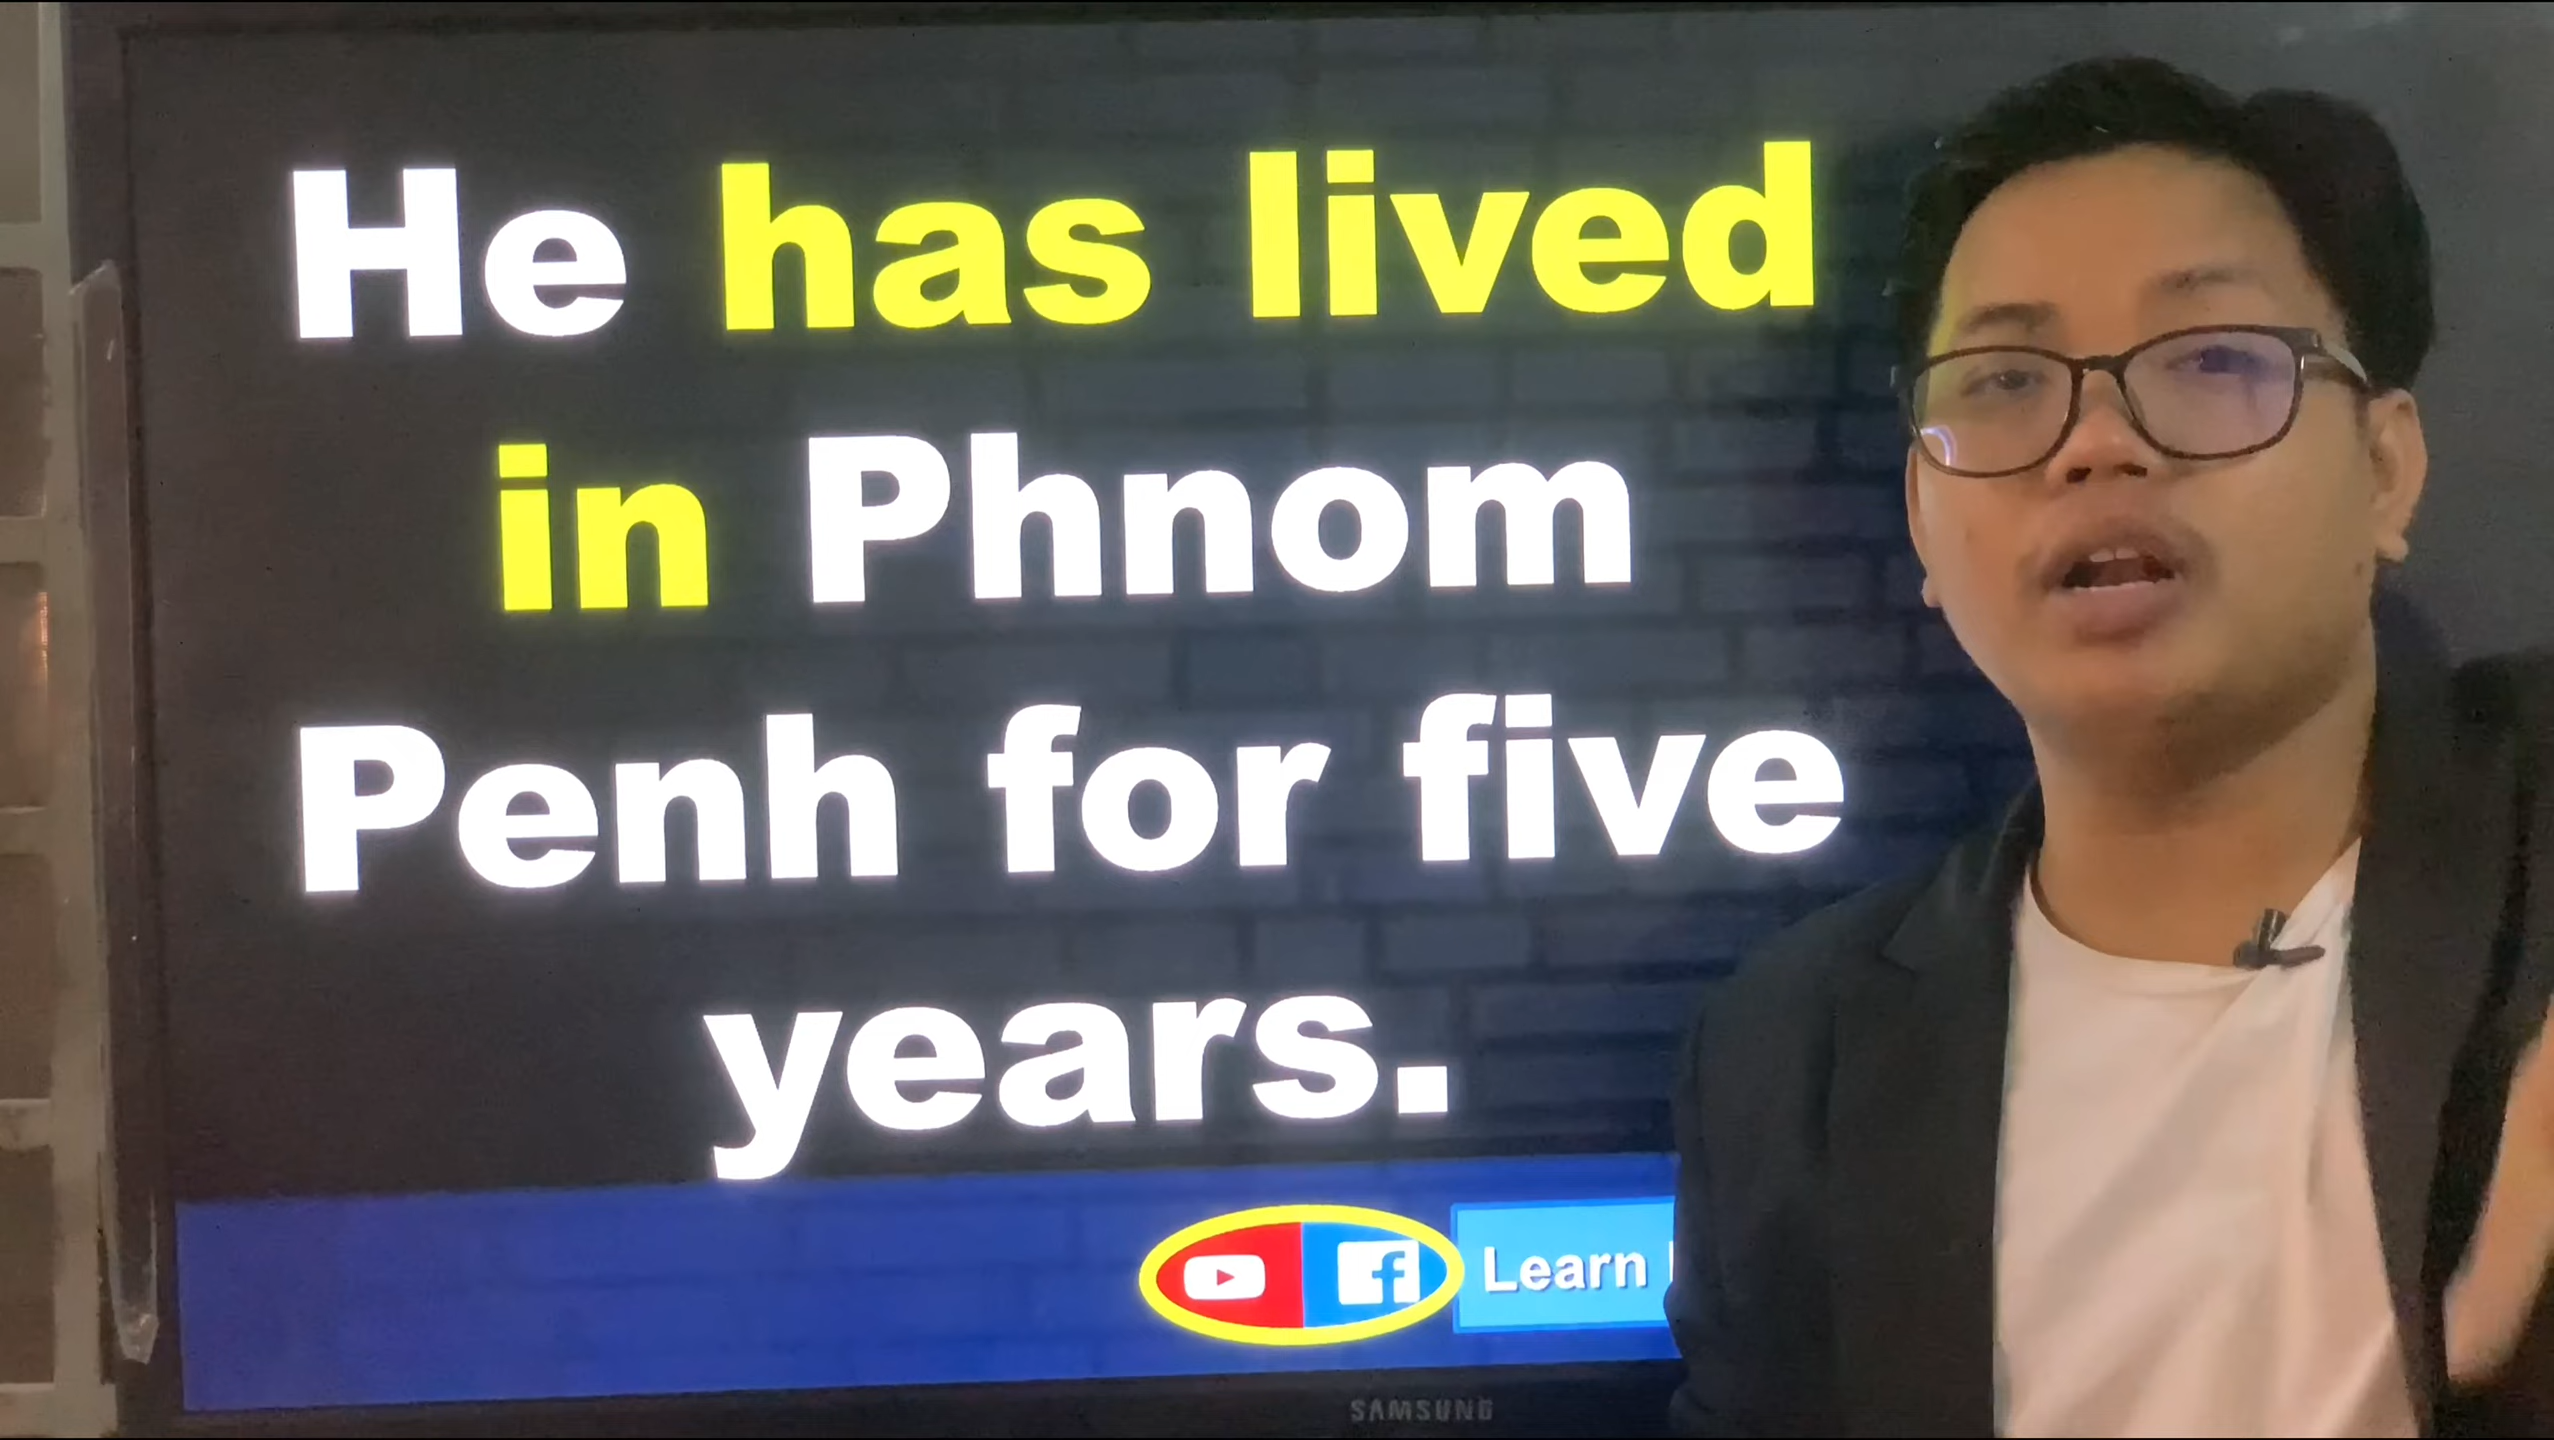 He has lived
in Phnom
Penh for five
years.
Learn
SAMSUNG